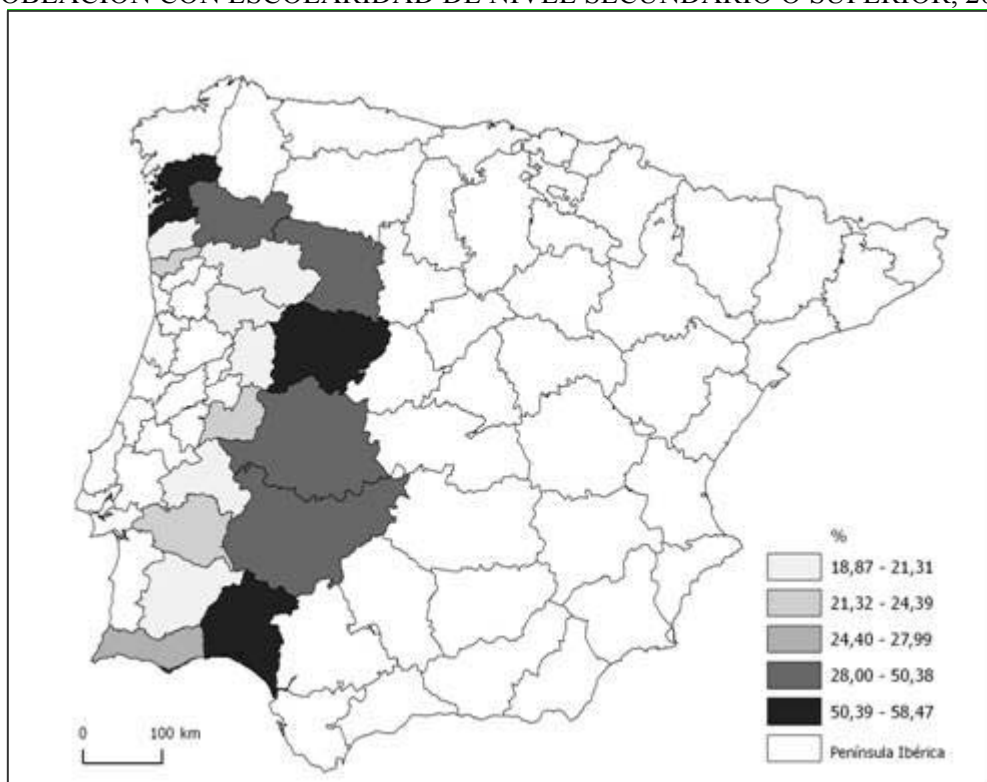 OBLACIÓN CON ESCOLARIDAD DE NIVEL SECUNDARIO O SUPERIOR, 20
%
18,87 - 21,31
21,32 - 24,39
24,40 - 27,99
28,00 - 50,38
50,39 - 58,47
Península Ibérica
0 100 km